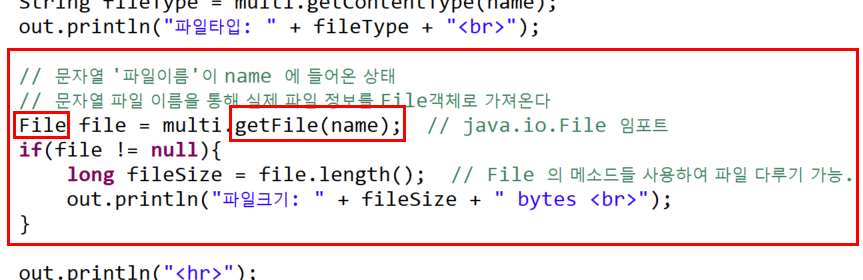 String fileType = multi.getContentType(name);
out.println("파일타입: " + fileType + "<br>");
// 문자열 '파일이름'이 name 에 들어온 상태
// 문자열 파일 이름을 통해 실제 파일 정보를 File객체로 가져온다
File file = multi.getFile(name);  // java.io.File 임포트
if(file != null){
    long fileSize = file.length();  // File 의 메소드들 사용하여 파일 다루기 가능.
    out.println("파일크기: " + fileSize + " bytes <br>");
}
out.println("<hr>");